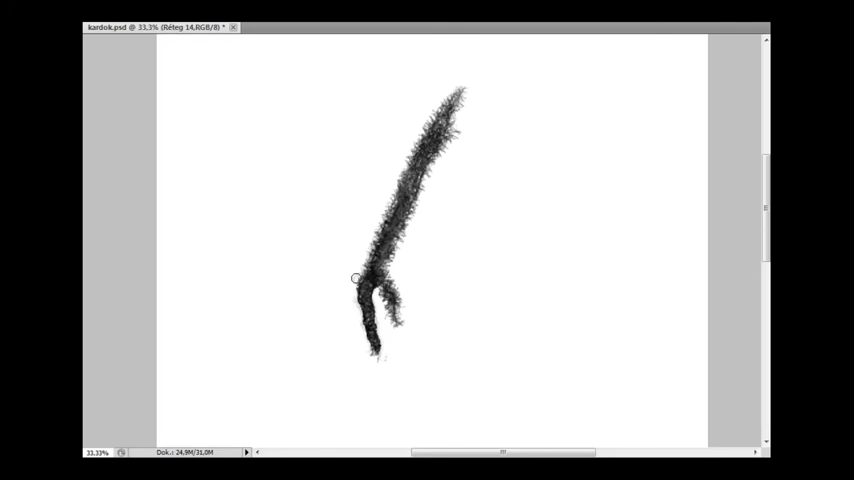 kardok.psd @ 33,3% (Réteg 14,RGB/8) *
33.33%
Dok.: 24,9M/31,0M